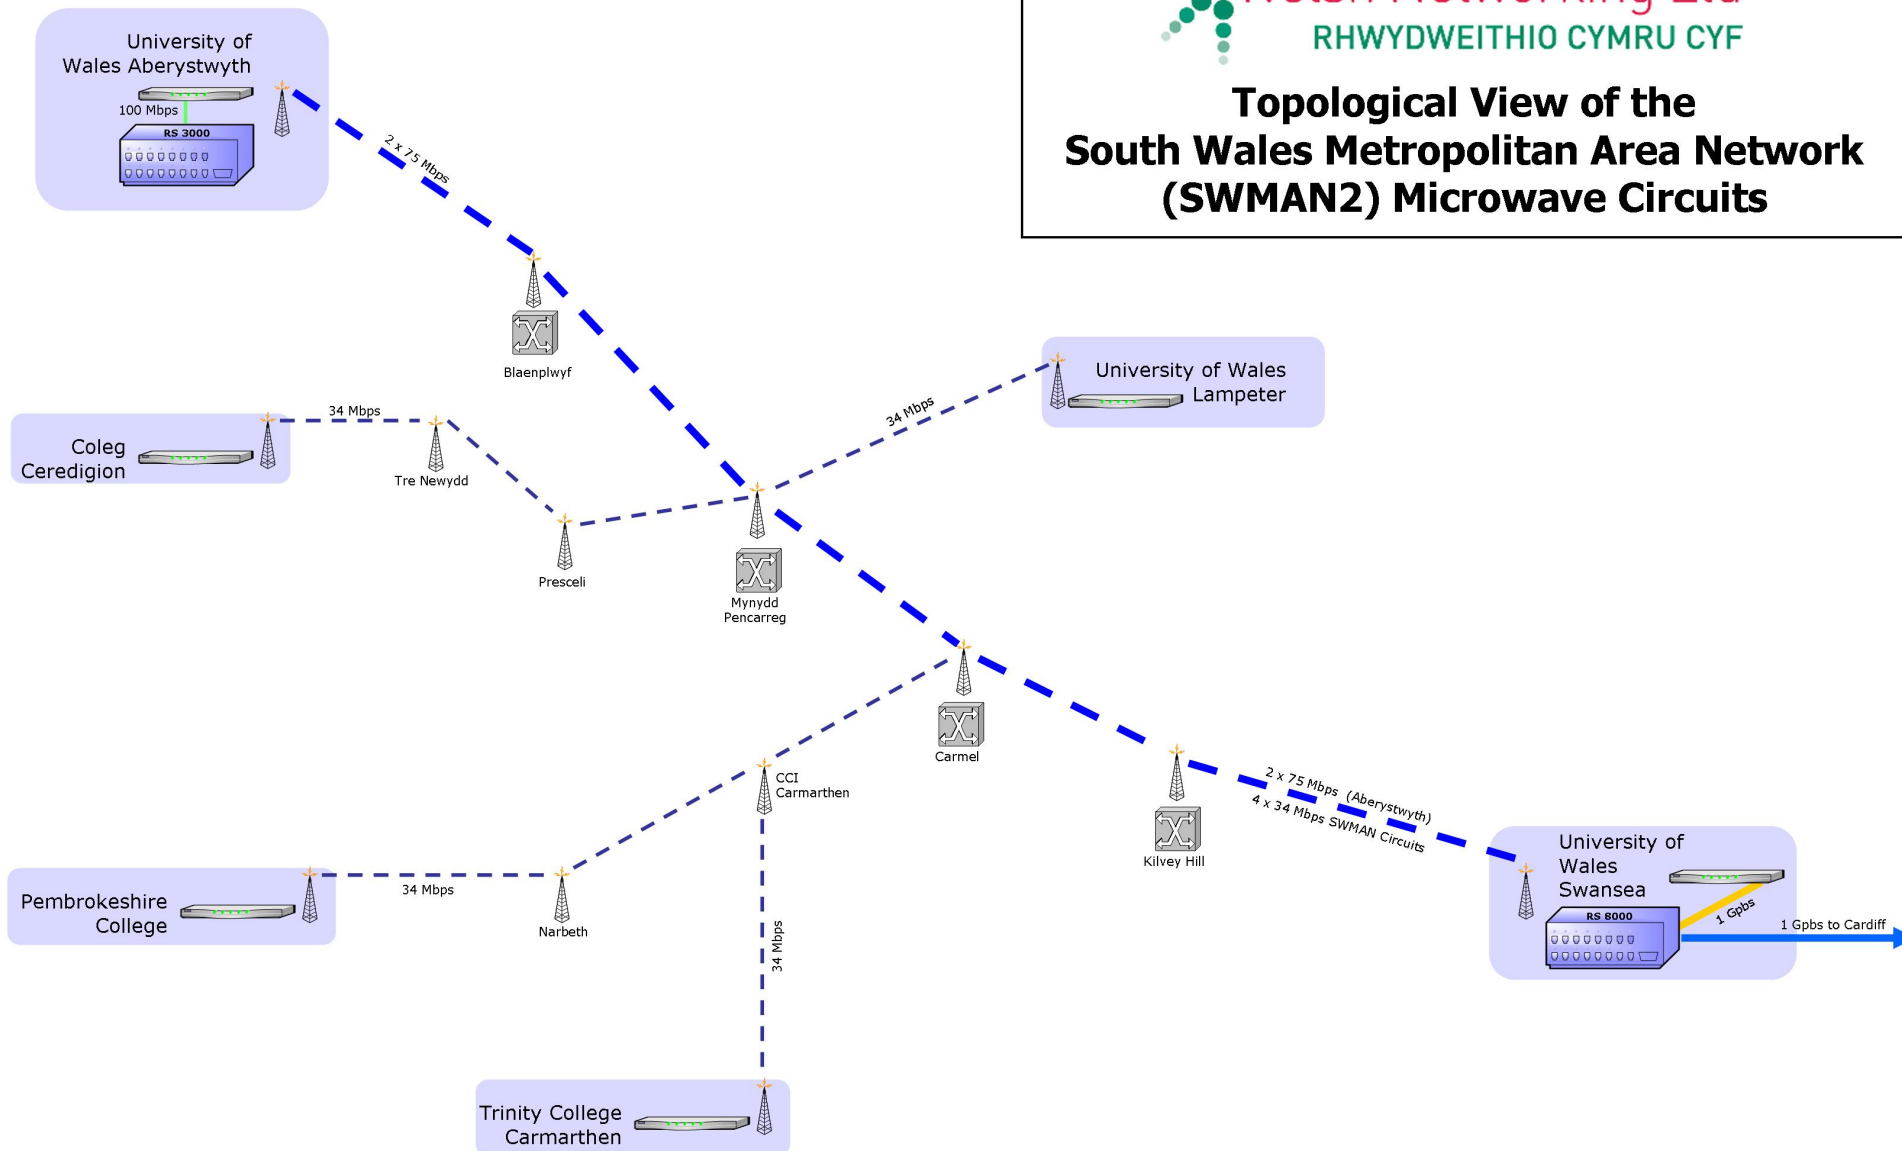 University of
Wales Aberystwyth
100 Mbps
RS 3000
2 x 75 Mbps
Welsh Networking Ltd
RHWYDWEITHIO CYMRU CYF
Topological View of the
South Wales Metropolitan Area Network
(SWMAN2) Microwave Circuits
Blaenplwyf
University of Wales
Lampeter
34 Mbps
34 Mbps
Coleg
Ceredigion
Tre Newydd
Presceli
Mynydd
Pencarreg
Carmel
CCI
Carmarthen
2 x 75 Mbps (Aberystwyth)
4 x 34 Mbps SWMAN Circuits
Kilvey Hill
University of
Wales
Swansea
RS 8000
1 Gpbs
1 Gpbs to Cardiff
Pembrokeshire
College
34 Mbps
Narbeth
34 Mbps
Trinity College
Carmarthen